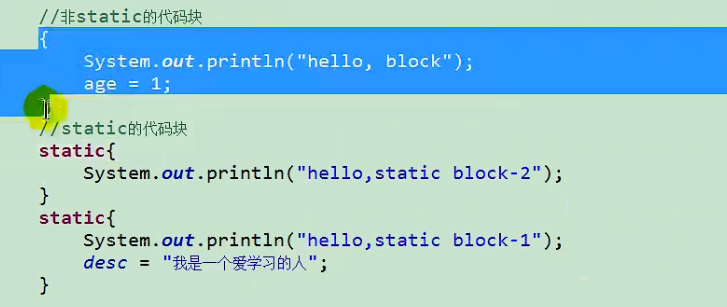 //非static的代码块
{
System.out.println("hello, block");
age = 1;
}
//static的代码块
static{
System.out.println("hello,static block-2");
}
static{
System.out.println("hello,static block-1");
desc = "我是一个爱学习的人";
}